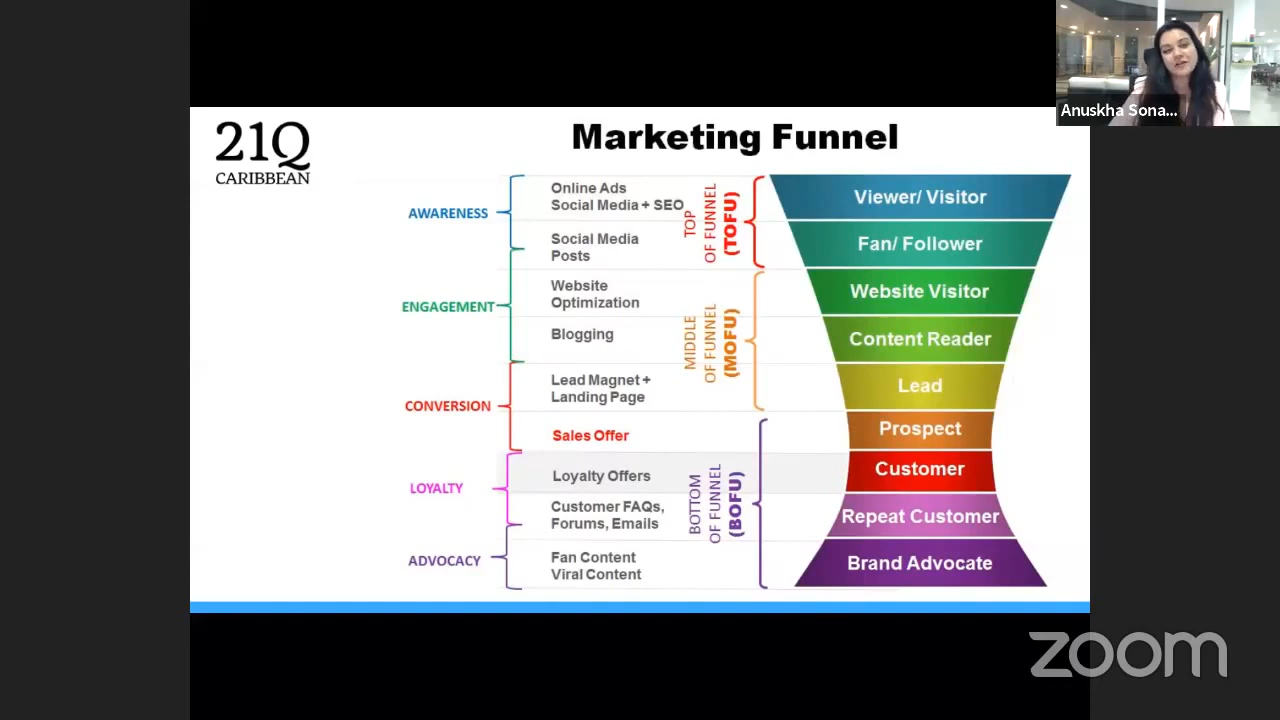 Anuskha Sona...
21Q
CARIBBEAN
Marketing Funnel
AWARENESS
ENGAGEMENT
CONVERSION
LOYALTY
ADVOCACY
Online Ads
Social Media + SEO
Social Media
Posts
Website
Optimization
Blogging
Lead Magnet +
Landing Page
Sales Offer
Loyalty Offers
Customer FAQs,
Forums, Emails
Fan Content
Viral Content
TOP
OF FUNNEL
(TOFU)
MIDDLE
OF FUNNEL
(MOFU)
BOTTOM
OF FUNNEL
(BOFU)
Viewer/ Visitor
Fan/ Follower
Website Visitor
Content Reader
Lead
Prospect
Customer
Repeat Customer
Brand Advocate
zoom